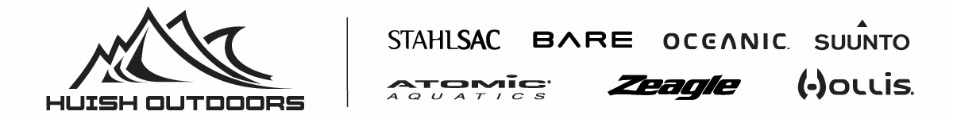 HUISH OUTDOORS
STAHLSAC BARE OCEANIC. SUUNTO
ATOMIC AQUATICS Zeagle HOLLIS.